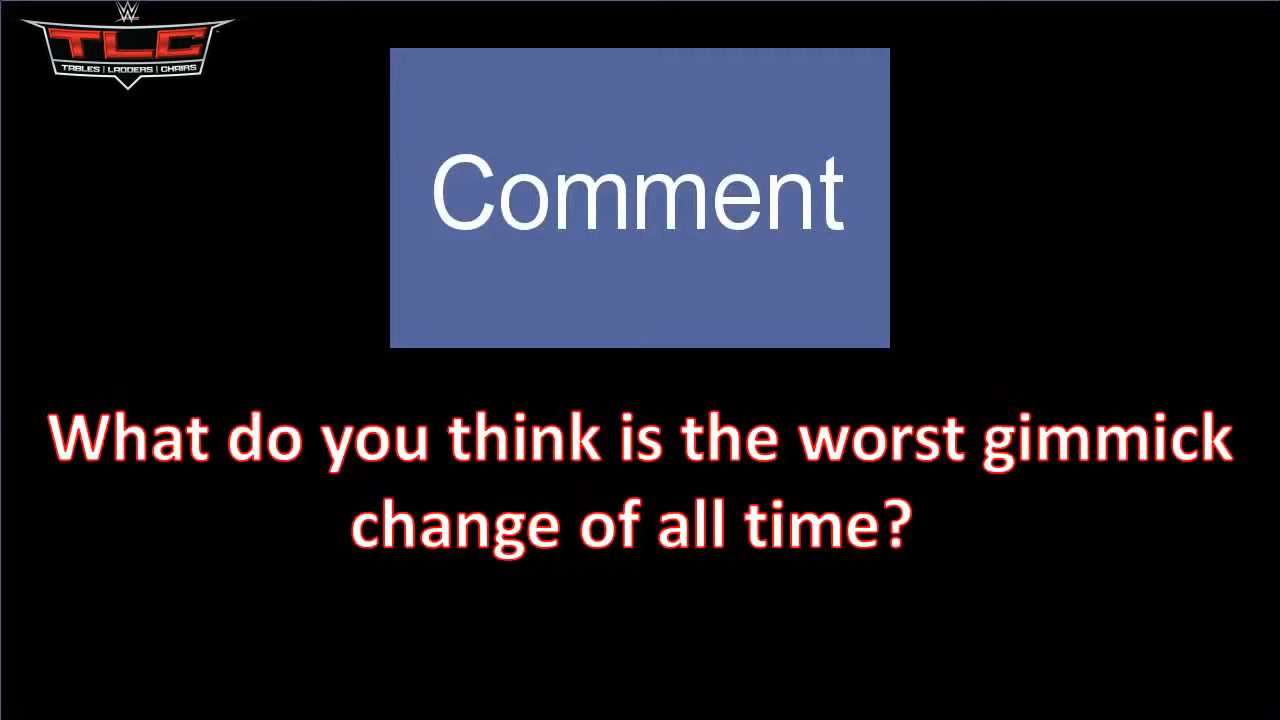 W
TLC
TABLES | LADDERS | CHAIRS
Comment
What do you think is the worst gimmick
change of all time?